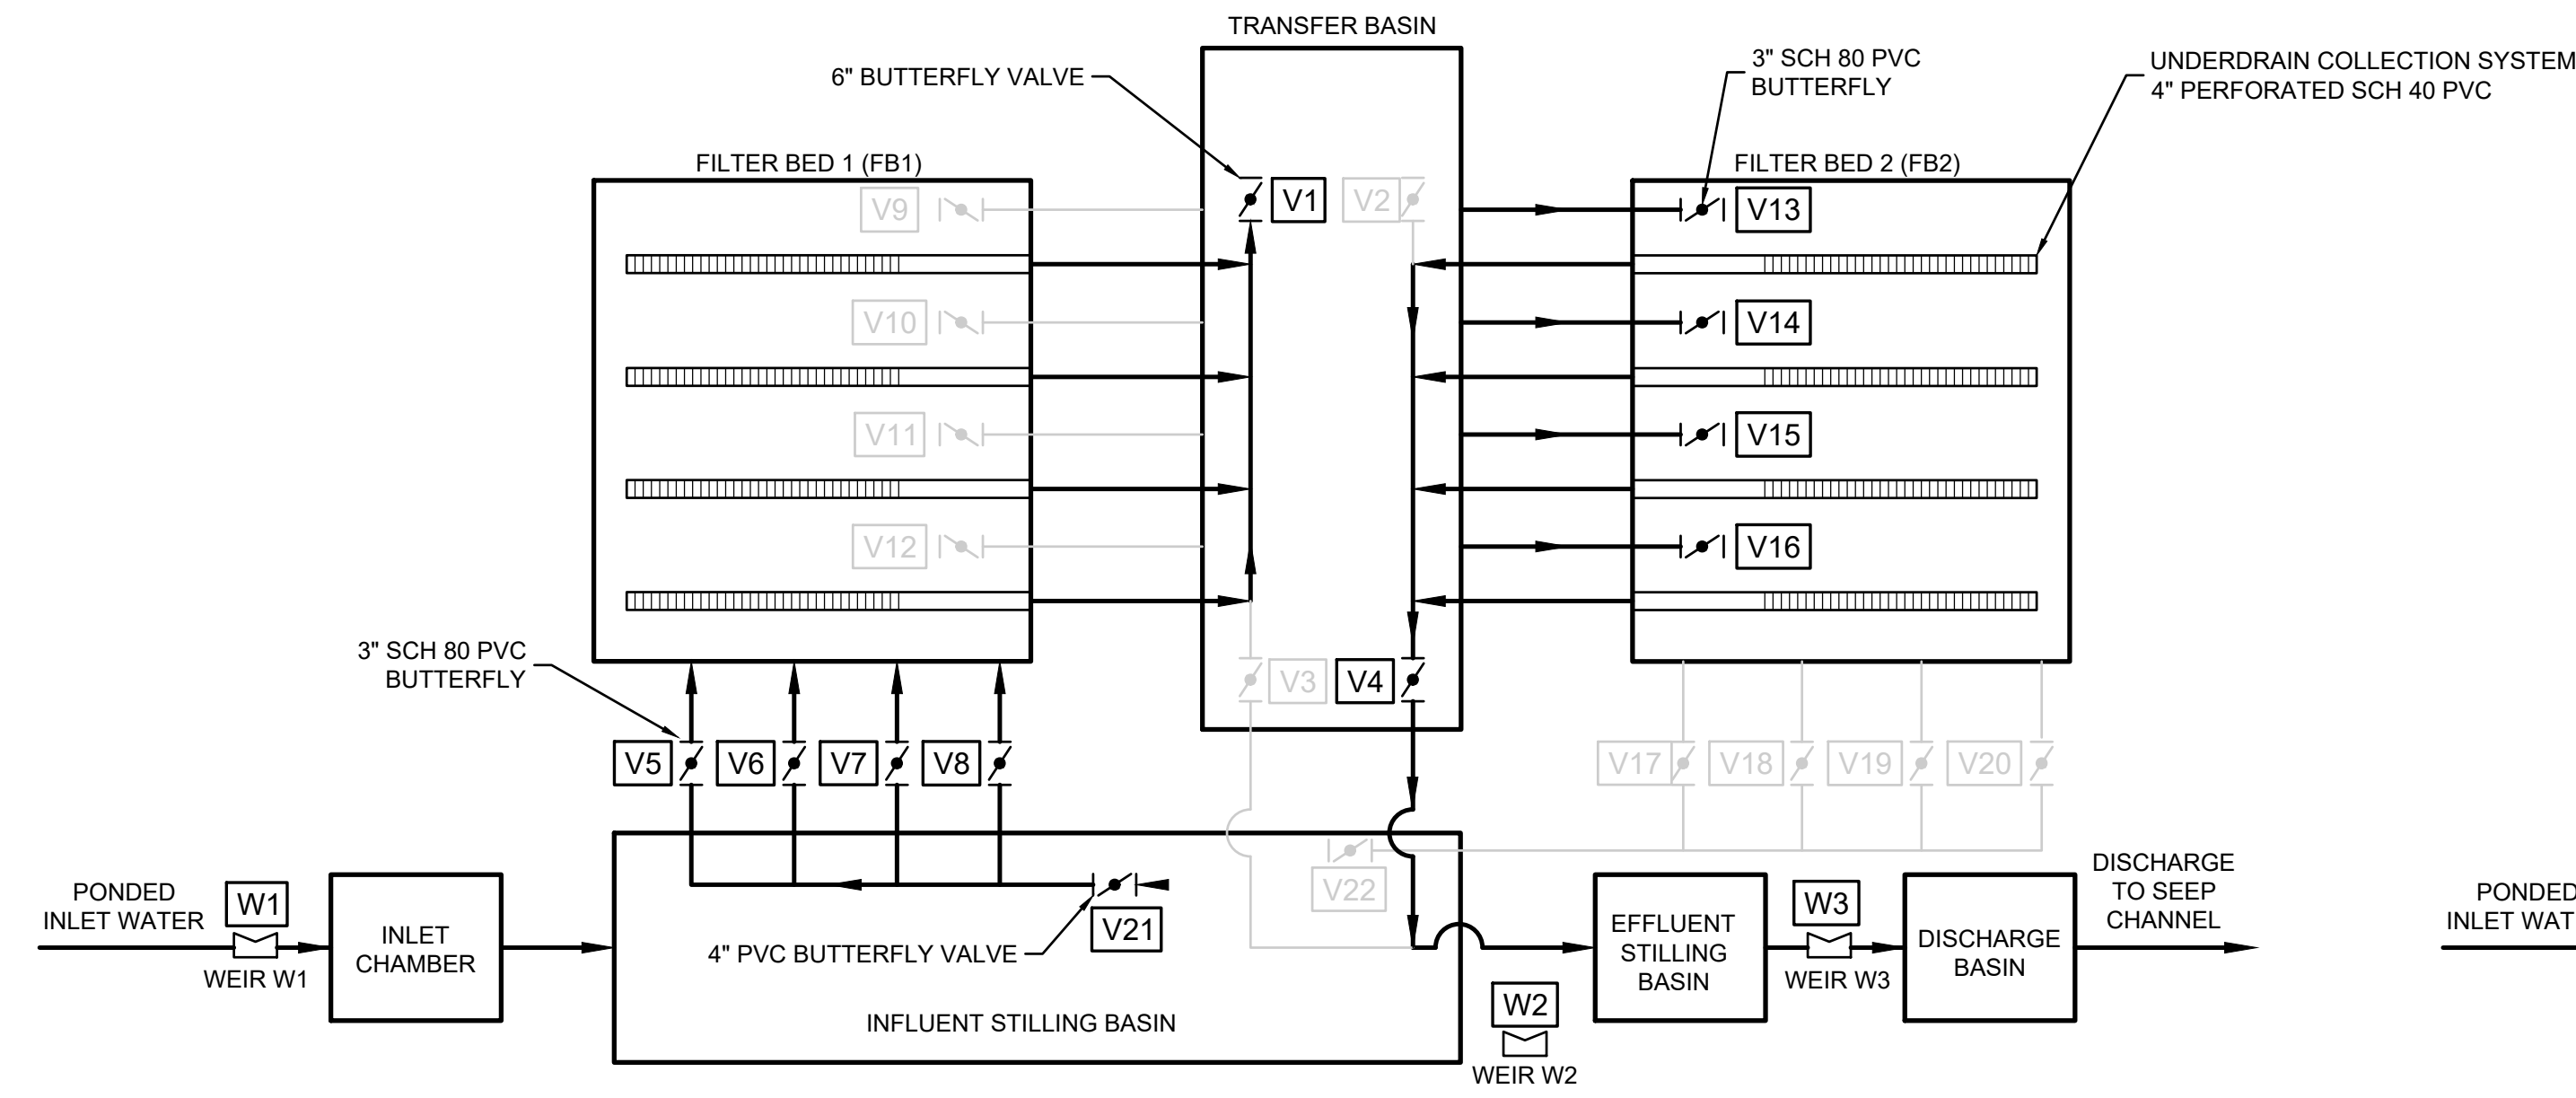 TRANSFER BASIN
6" BUTTERFLY VALVE
3" SCH 80 PVC
BUTTERFLY
UNDERDRAIN COLLECTION SYSTEM
4" PERFORATED SCH 40 PVC
FILTER BED 1 (FB1)
FILTER BED 2 (FB2)
V9
V1
V2
V13
V10
V14
V11
V15
V12
V16
3" SCH 80 PVC
BUTTERFLY
V3
V4
V5
V6
V7
V8
V17
V18
V19
V20
PONDED
INLET WATER
W1
WEIR W1
INLET
CHAMBER
V22
V21
4" PVC BUTTERFLY VALVE
INFLUENT STILLING BASIN
W2
WEIR W2
EFFLUENT
STILLING
BASIN
W3
WEIR W3
DISCHARGE
BASIN
DISCHARGE
TO SEEP
CHANNEL
PONDED
INLET WAT